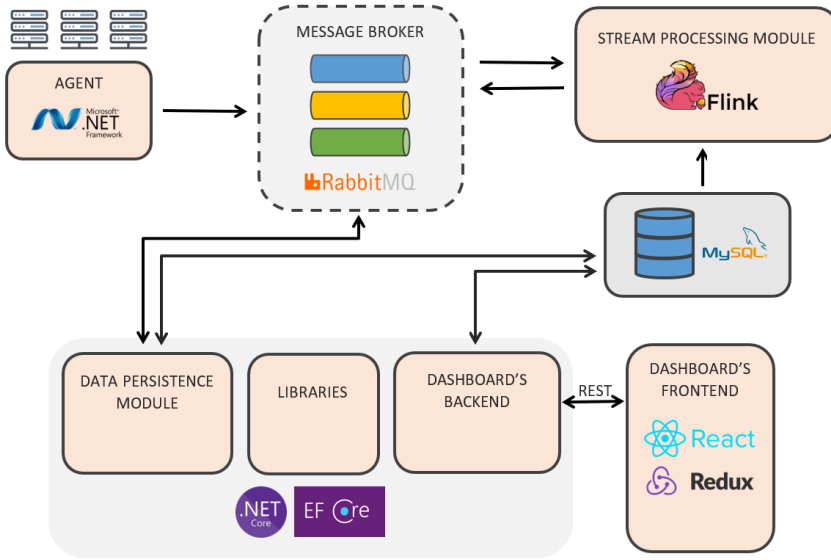 AGENT
Microsoft®
.NET
Framework
MESSAGE BROKER
RabbitMQ
STREAM PROCESSING MODULE
Flink
MySQL®
DATA PERSISTENCE
MODULE
LIBRARIES
DASHBOARD'S
BACKEND
REST
DASHBOARD'S
FRONTEND
React
Redux
.NET
Core
EF Core